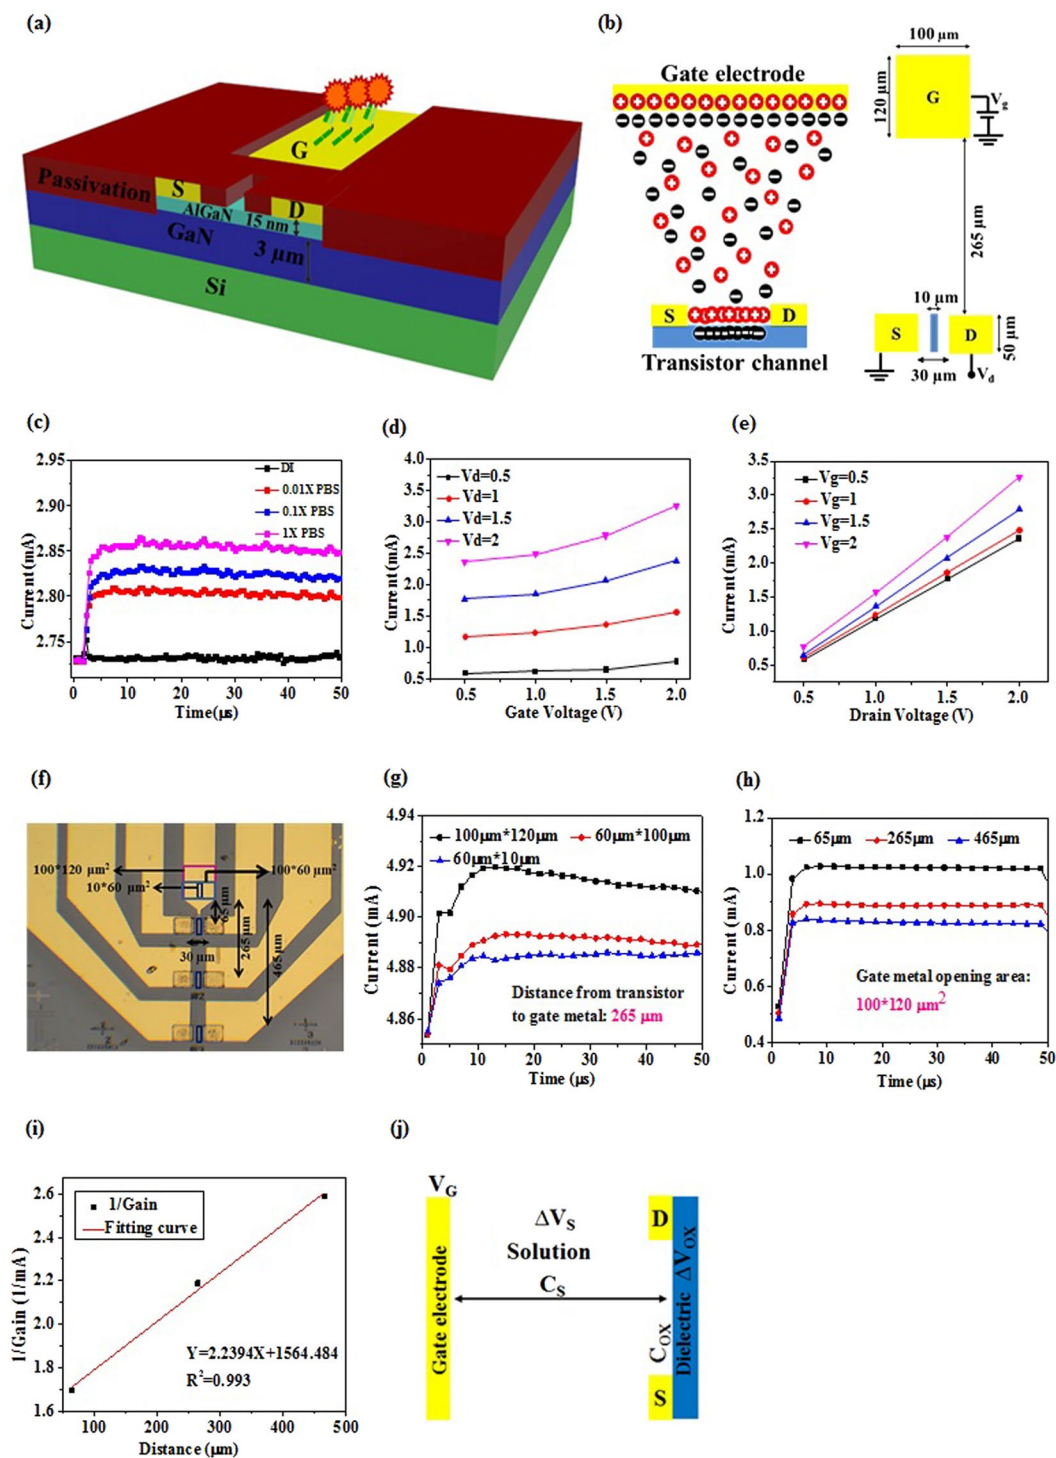 (a)
G
S
D
Passivation
AlGaN
15 nm
GaN
3 μm
Si
(b)
Gate electrode
S
D
Transistor channel
100 μm
120 μm
G
Vg
265 μm
10 μm
S
D
50 μm
30 μm
Vd
(c)
2.95
2.90
2.85
2.80
2.75
Current(mA)
DI
0.01X PBS
0.1X PBS
1X PBS
0 10 20 30 40 50
Time(μs)
(d)
4.0
3.5
3.0
2.5
2.0
1.5
1.0
0.5
Current(mA)
Vd=0.5
Vd=1
Vd=1.5
Vd=2
0.5 1.0 1.5 2.0
Gate Voltage (V)
(e)
3.5
3.0
2.5
2.0
1.5
1.0
0.5
Current(mA)
Vg=0.5
Vg=1
Vg=1.5
Vg=2
0.5 1.0 1.5 2.0
Drain Voltage (V)
(f)
100*120 μm²
100*60 μm²
10*60 μm²
65 μm
30 μm
265 μm
465μm
(g)
4.94
4.92
4.90
4.88
4.86
Current (mA)
100μm*120μm 60μm*100μm
60μm*10μm
Distance from transistor
to gate metal: 265 μm
0 10 20 30 40 50
Time (μs)
(h)
1.2
1.0
0.8
0.6
0.4
Current (mA)
65μm 265μm 465μm
Gate metal opening area:
100*120 μm²
0 10 20 30 40 50
Time (μs)
(i)
2.6
2.4
2.2
2.0
1.8
1.6
1/Gain (1/mA)
1/Gain
Fitting curve
Y=2.2394X+1564.484
R²=0.993
100 200 300 400 500
Distance (μm)
(j)
VG
Gate electrode
ΔVS
Solution
CS
D
COX
Dielectric ΔVOX
S